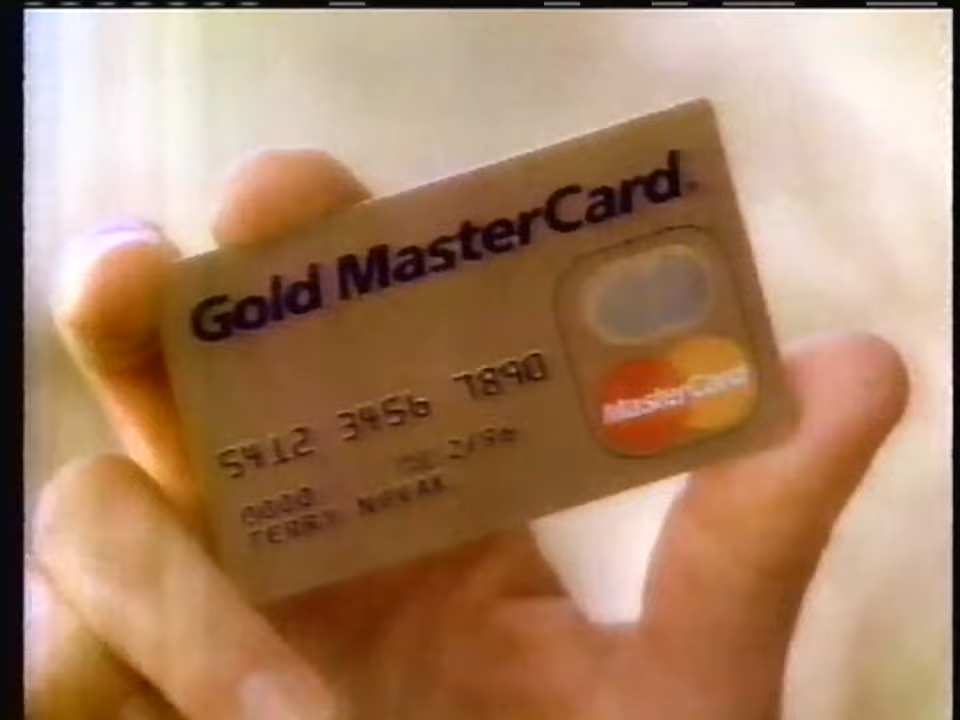 Gold MasterCard
MasterCard
5412 3456 7890
0000
TERRY NOVAK